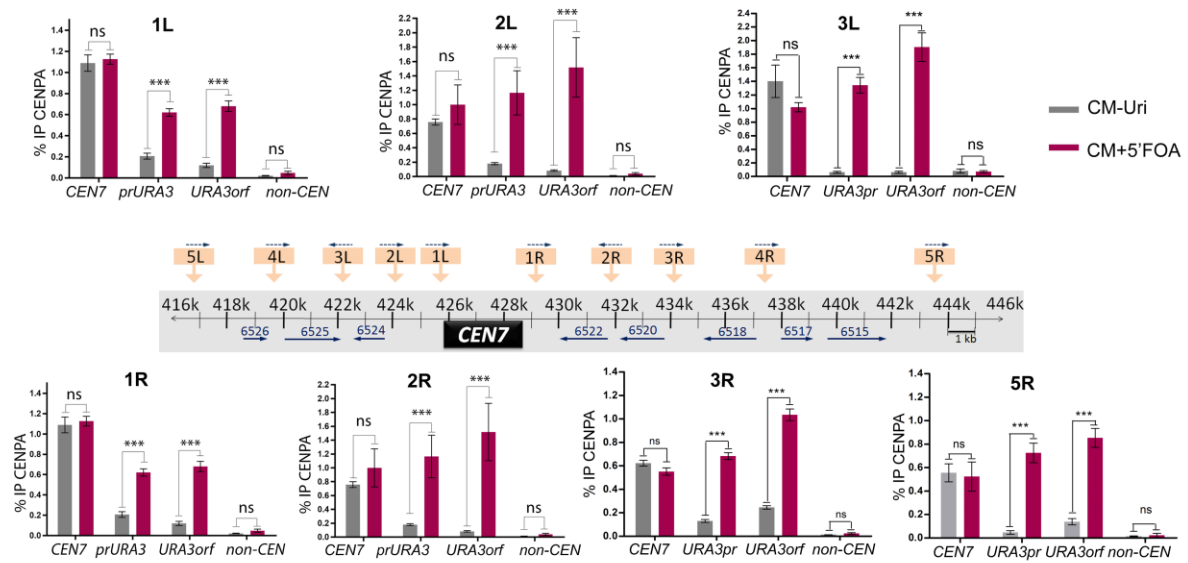 1L
% IP CENPA
1.4
1.2
1.0
0.8
0.6
0.4
0.2
0.0
ns
***
***
ns
CEN7 prURA3 URA3orf non-CEN
2L
% IP CENPA
2.2
2.0
1.8
1.6
1.4
1.2
1.0
0.8
0.6
0.4
0.2
0.0
ns
***
***
ns
CEN7 prURA3 URA3orf non-CEN
3L
% IP CENPA
2.4
2.2
2.0
1.8
1.6
1.4
1.2
1.0
0.8
0.6
0.4
0.2
0.0
ns
***
***
ns
CEN7 URA3pr URA3orf non-CEN
CM-Uri
CM+5'FOA
5L 4L 3L 2L 1L 1R 2R 3R 4R 5R
416k 418k 420k 422k 424k 426k 428k 430k 432k 434k 436k 438k 440k 442k 444k 446k
6526 6525 6524 CEN7 6522 6520 6518 6517 6515 1 kb
1R
% IP CENPA
1.4
1.2
1.0
0.8
0.6
0.4
0.2
0.0
ns
***
***
ns
CEN7 prURA3 URA3orf non-CEN
2R
% IP CENPA
2.2
2.0
1.8
1.6
1.4
1.2
1.0
0.8
0.6
0.4
0.2
0.0
ns
***
***
ns
CEN7 prURA3 URA3orf non-CEN
3R
% IP CENPA
1.4
1.2
1.0
0.8
0.6
0.4
0.2
0.0
ns
***
***
ns
CEN7 URA3pr URA3orf non-CEN
5R
% IP CENPA
1.4
1.2
1.0
0.8
0.6
0.4
0.2
0.0
ns
***
***
ns
CEN7 URA3pr URA3orf non-CEN